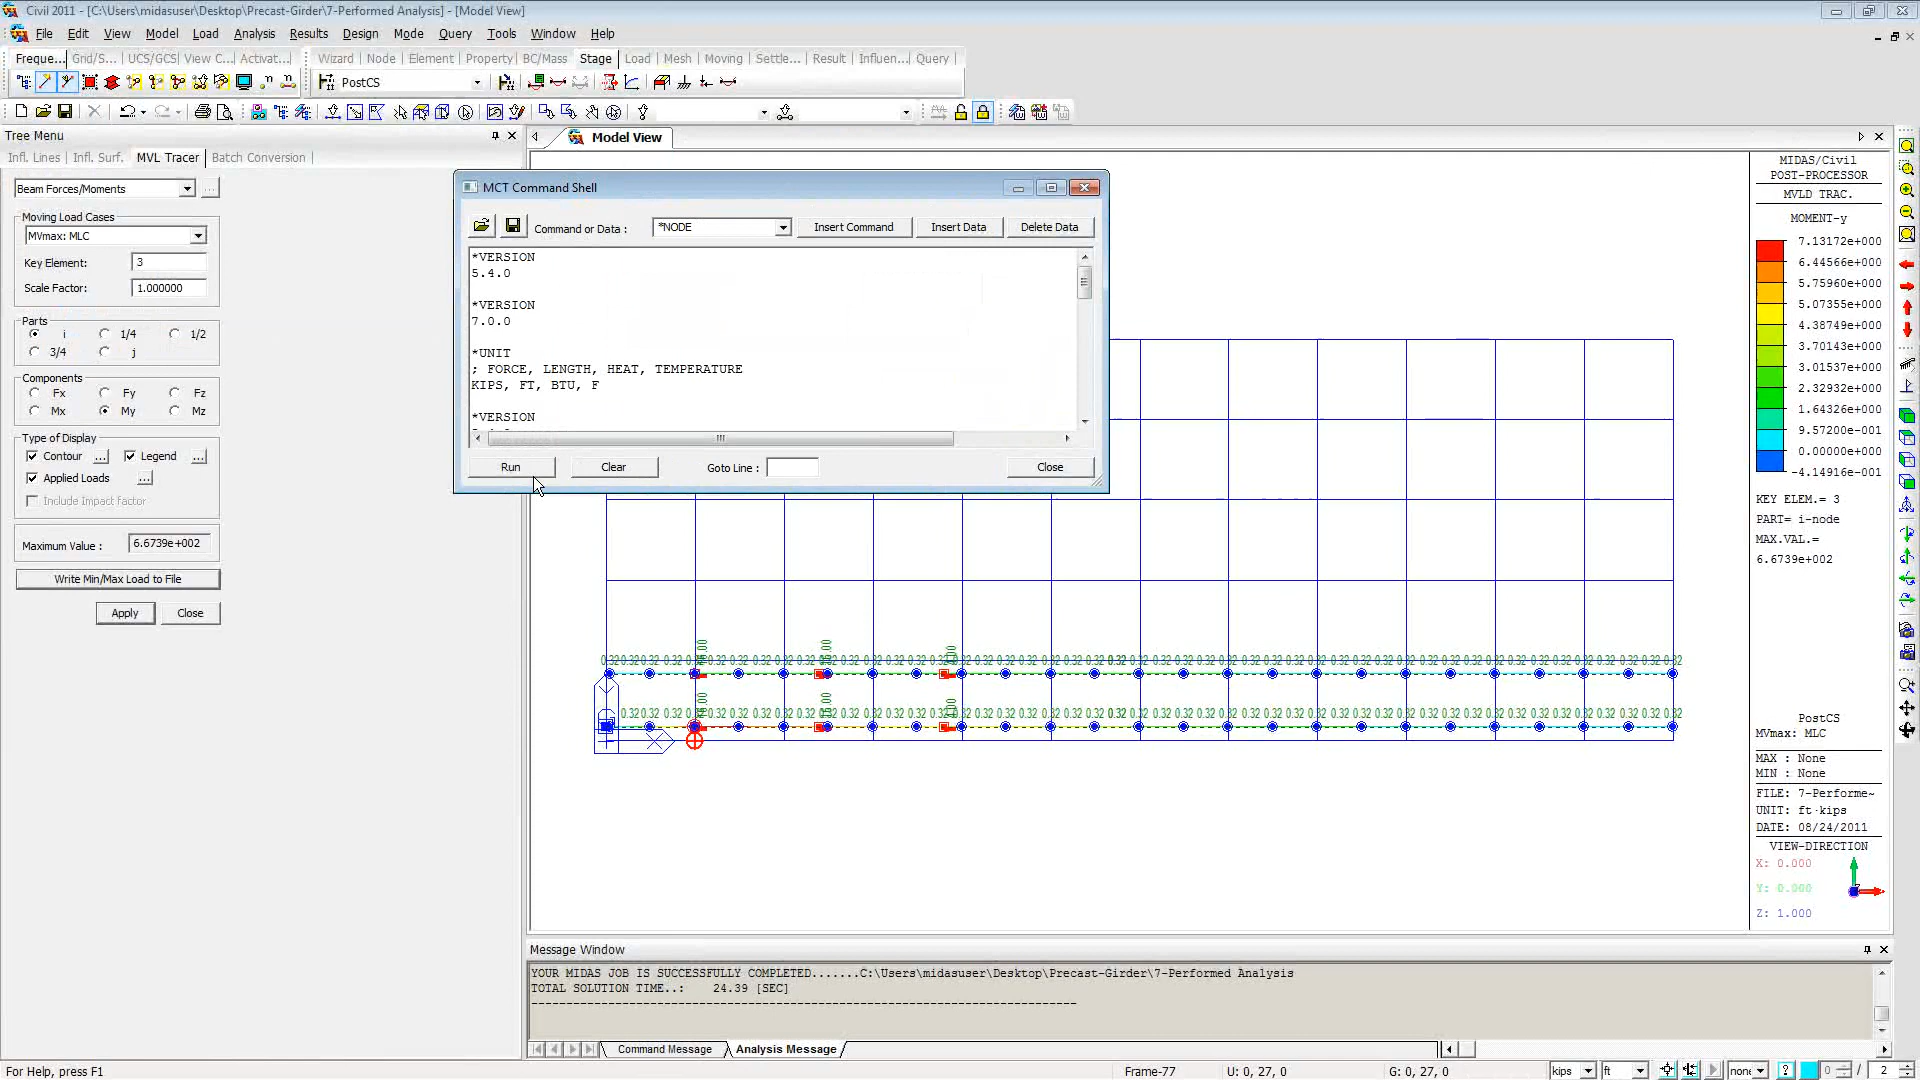 Civil 2011 - [C:\Users\midasuser\Desktop\Precast-Girder\7-Performed Analysis] - [Model View]
File Edit View Model Load Analysis Results Design Mode Query Tools Window Help
Freque... Grid/S... UCS/GCS View C... Activat... Wizard Node Element Property BC/Mass Stage Load Mesh Moving Settle... Result Influen... Query
PostCS
Tree Menu
Infl. Lines Infl. Surf. MVL Tracer Batch Conversion
Beam Forces/Moments ...
Moving Load Cases
MVmax: MLC
Key Element: 3
Scale Factor: 1.000000
Parts
i 1/4 1/2
3/4 j
Components
Fx Fy Fz
Mx My Mz
Type of Display
Contour ... Legend ...
Applied Loads ...
Include Impact factor
Maximum Value : 6.6739e+002
Write Min/Max Load to File
Apply Close
Model View
MCT Command Shell
Command or Data : *NODE Insert Command Insert Data Delete Data
*VERSION
5.4.0
*VERSION
7.0.0
*UNIT
; FORCE, LENGTH, HEAT, TEMPERATURE
KIPS, FT, BTU, F
*VERSION
Run Clear Goto Line : Close
MIDAS/Civil
POST-PROCESSOR
MVLD TRAC.
MOMENT-y
7.13172e+000
6.44566e+000
5.75960e+000
5.07355e+000
4.38749e+000
3.70143e+000
3.01537e+000
2.32932e+000
1.64326e+000
9.57200e-001
0.00000e+000
-4.14916e-001
KEY ELEM.= 3
PART= i-node
MAX.VAL.=
6.6739e+002
PostCS
MVmax: MLC
MAX : None
MIN : None
FILE: 7-Performe~
UNIT: ft·kips
DATE: 08/24/2011
VIEW-DIRECTION
X: 0.000
Y: 0.000
Z: 1.000
Message Window
YOUR MIDAS JOB IS SUCCESSFULLY COMPLETED.......C:\Users\midasuser\Desktop\Precast-Girder\7-Performed Analysis
TOTAL SOLUTION TIME..: 24.39 [SEC]
--------------------------------------------------------------------------
Command Message Analysis Message
For Help, press F1 Frame-77 U: 0, 27, 0 G: 0, 27, 0 kips ft none ? 0 / 2